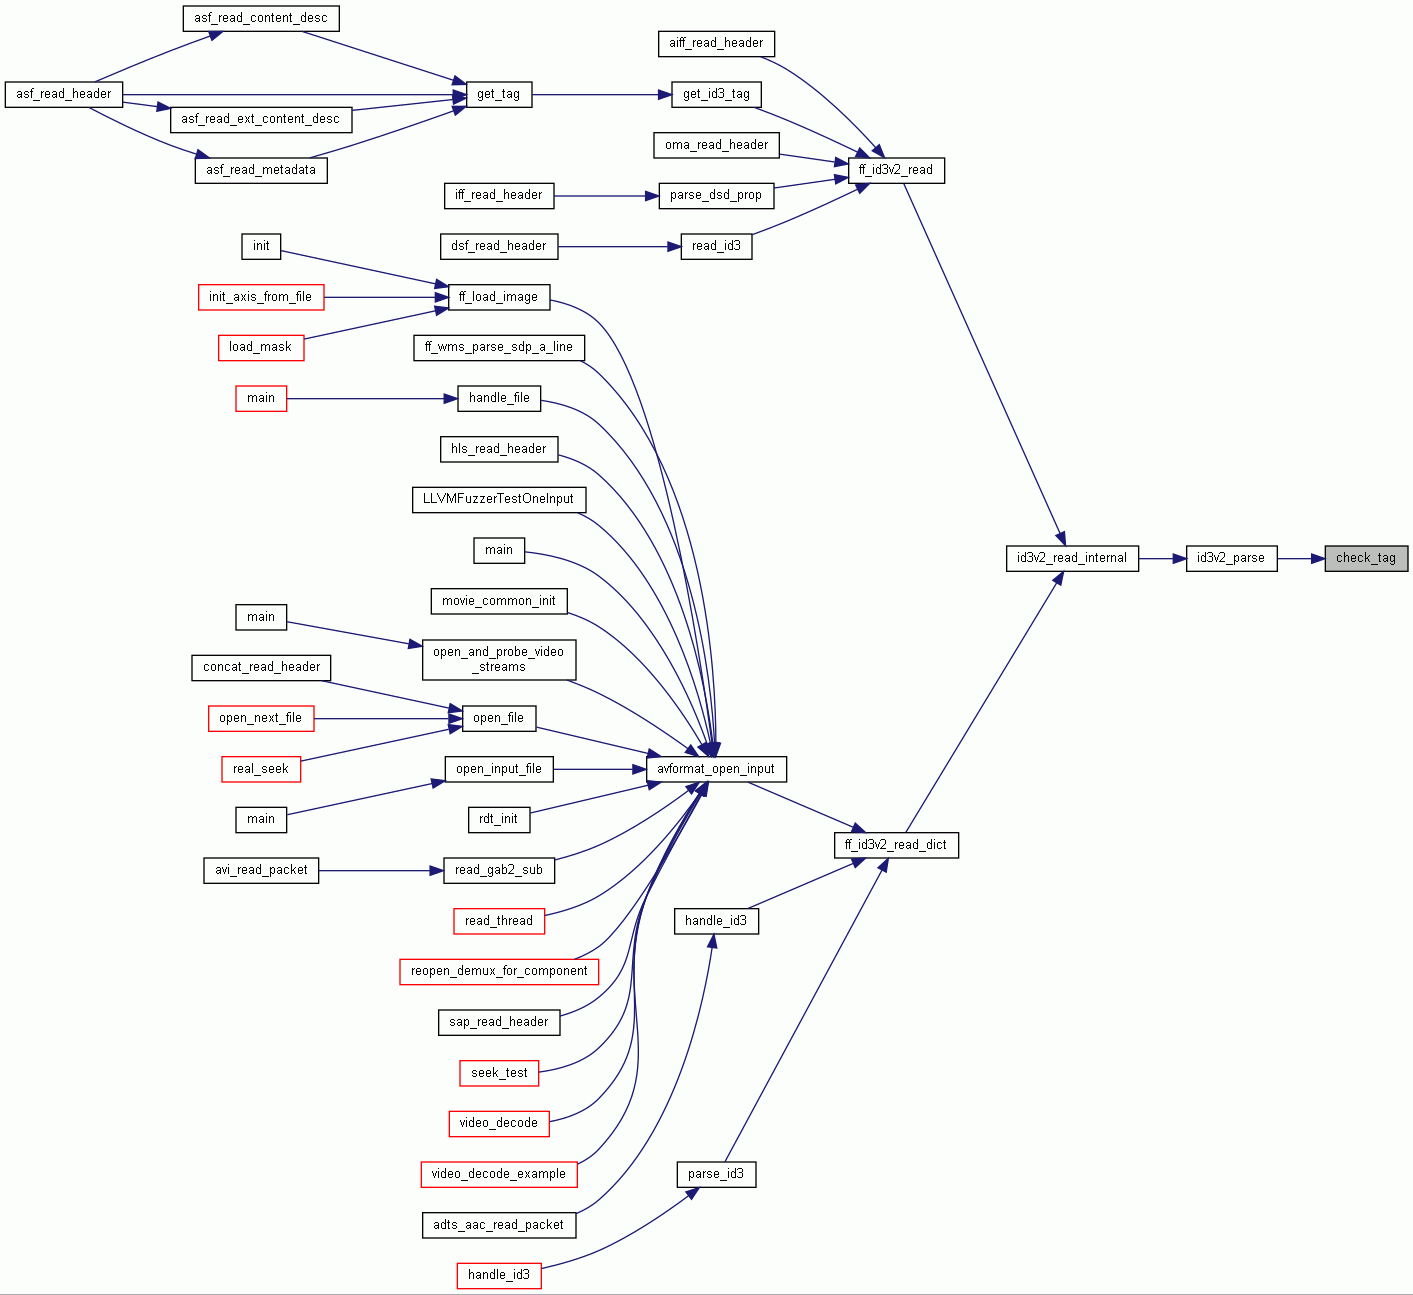 asf_read_content_desc
aiff_read_header
asf_read_header
get_tag
get_id3_tag
asf_read_ext_content_desc
oma_read_header
asf_read_metadata
ff_id3v2_read
iff_read_header
parse_dsd_prop
init
dsf_read_header
read_id3
init_axis_from_file
ff_load_image
load_mask
ff_wms_parse_sdp_a_line
main
handle_file
hls_read_header
LLVMFuzzerTestOneInput
main
id3v2_read_internal
id3v2_parse
check_tag
movie_common_init
main
open_and_probe_video
_streams
concat_read_header
open_next_file
open_file
real_seek
open_input_file
avformat_open_input
main
rdt_init
ff_id3v2_read_dict
avi_read_packet
read_gab2_sub
read_thread
handle_id3
reopen_demux_for_component
sap_read_header
seek_test
video_decode
video_decode_example
parse_id3
adts_aac_read_packet
handle_id3